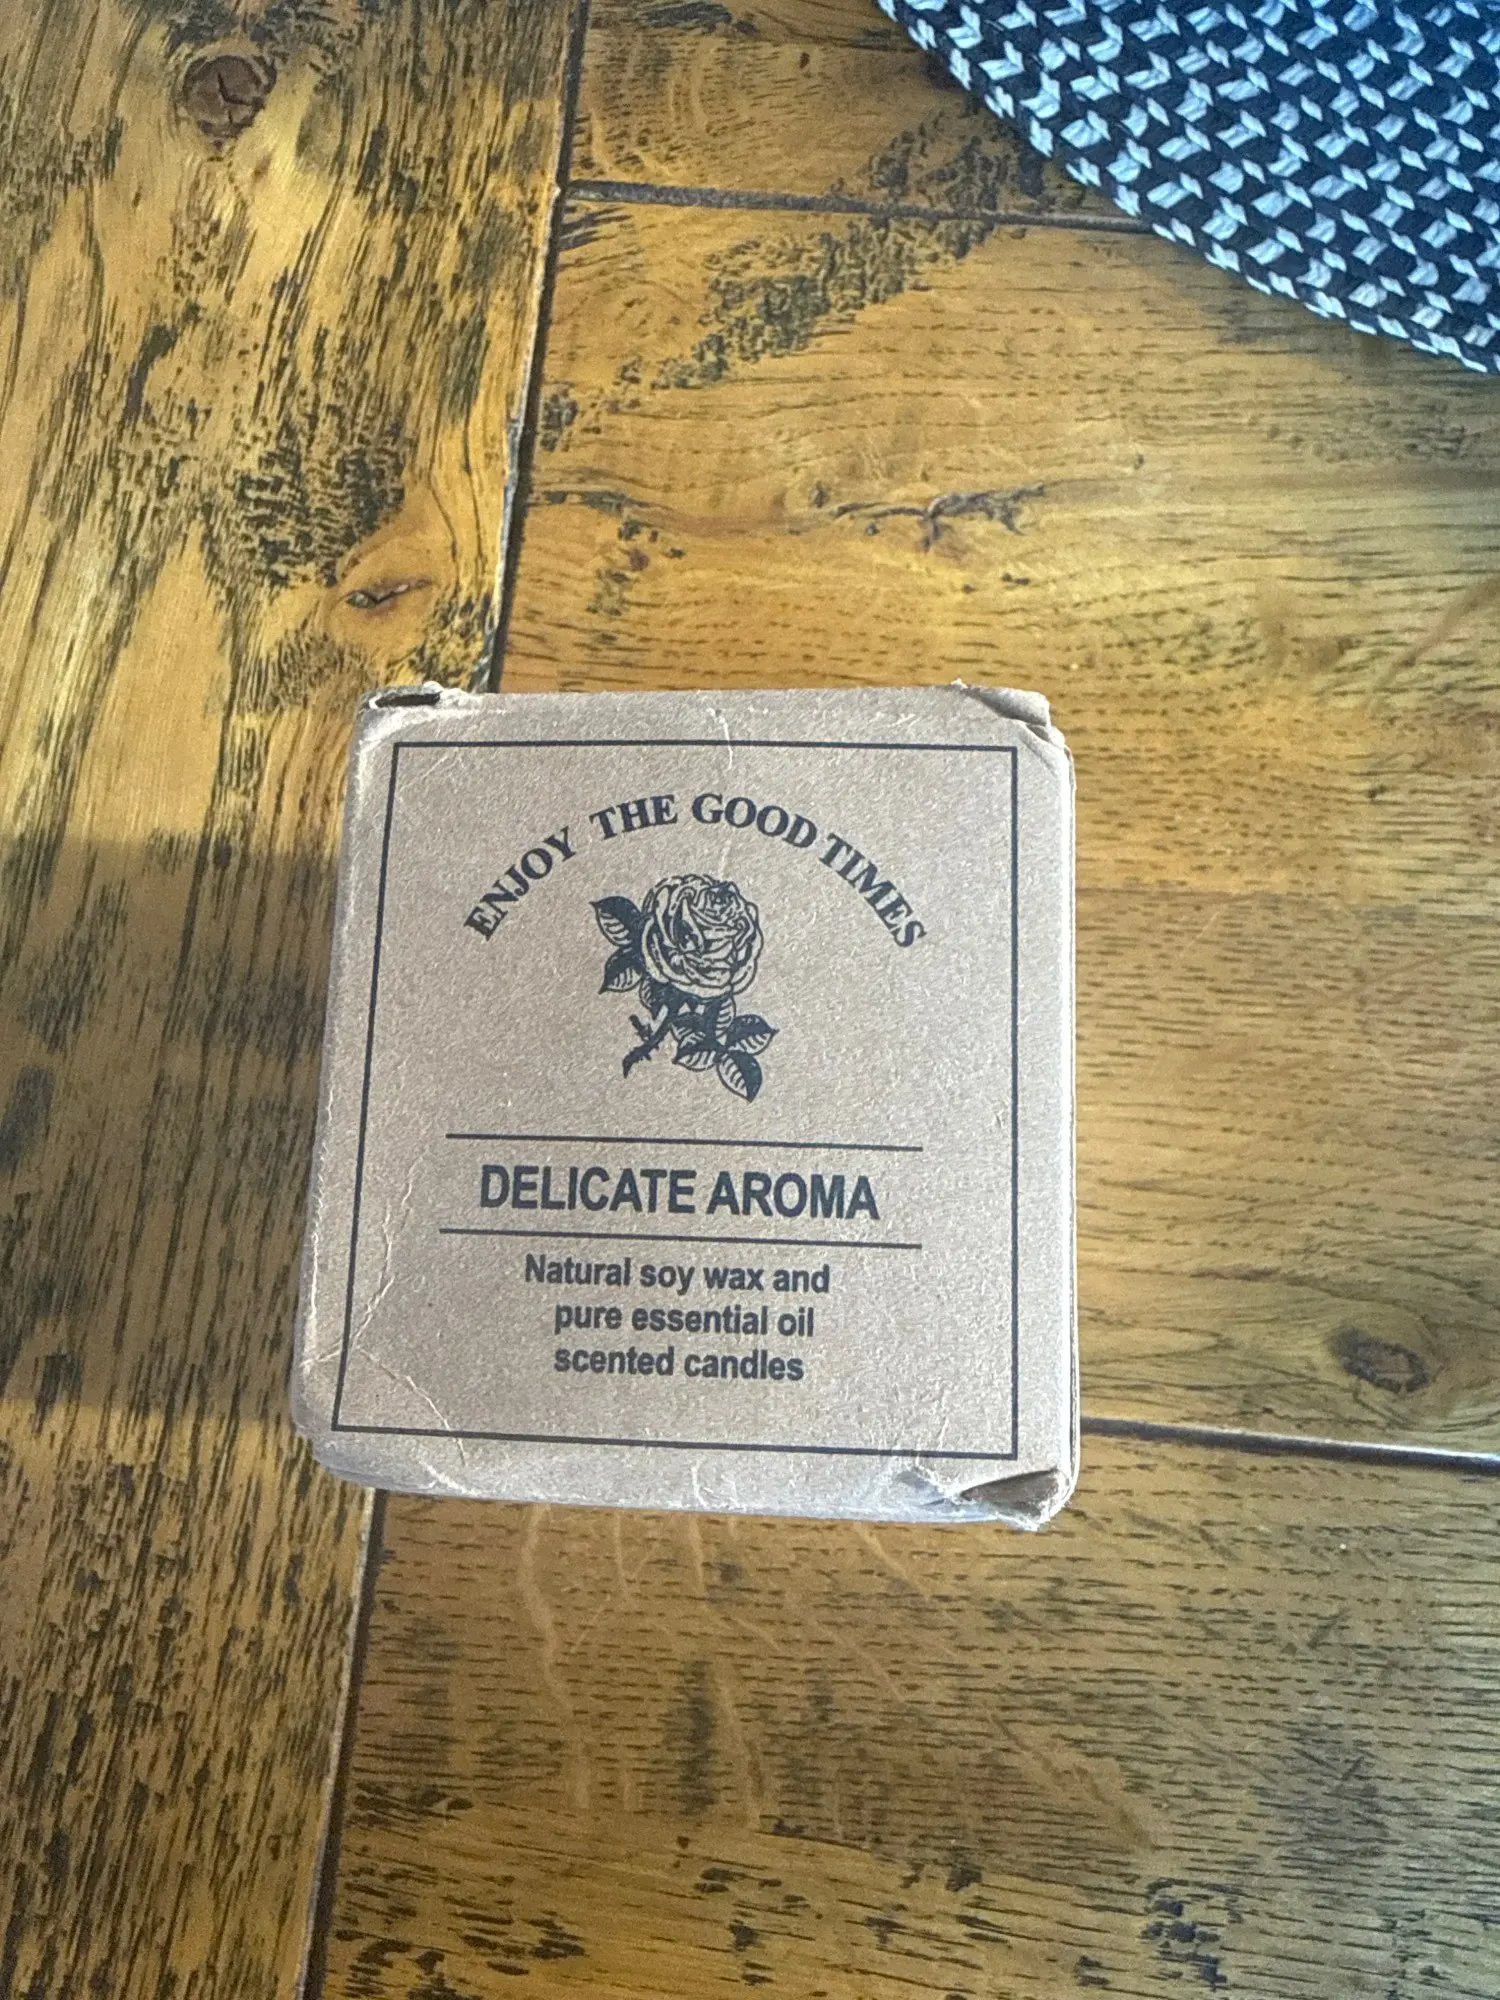 ENJOY THE GOOD TIMES
DELICATE AROMA
Natural soy wax and
pure essential oil
scented candles